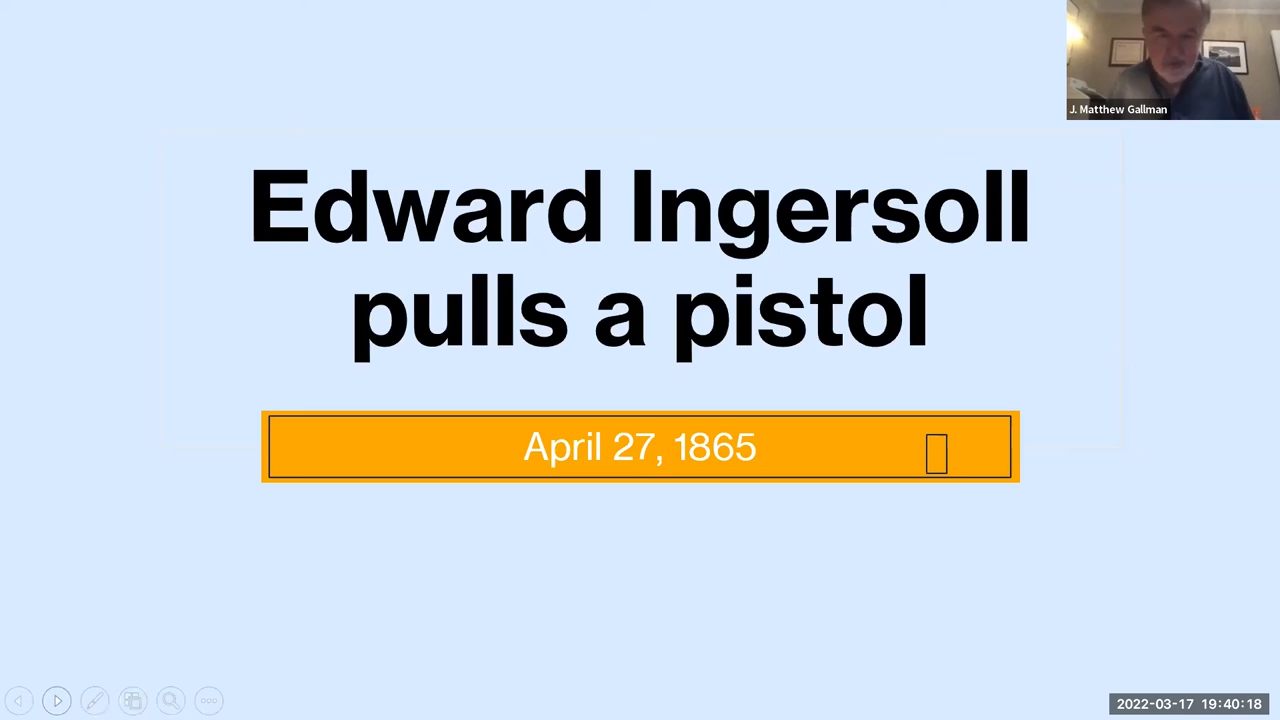 J. Matthew Gallman
Edward Ingersoll
pulls a pistol
April 27, 1865
2022-03-17 19:40:18